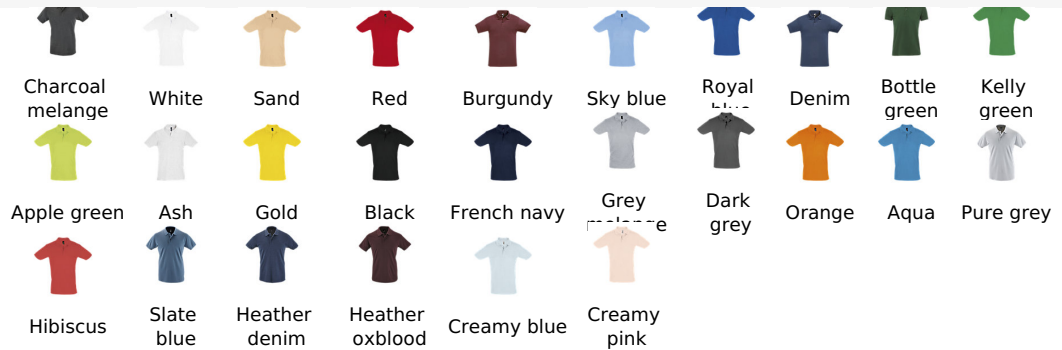 Charcoal melange
White
Sand
Red
Burgundy
Sky blue
Royal blue
Denim
Bottle green
Kelly green
Apple green
Ash
Gold
Black
French navy
Grey melange
Dark grey
Orange
Aqua
Pure grey
Hibiscus
Slate blue
Heather denim
Heather oxblood
Creamy blue
Creamy pink